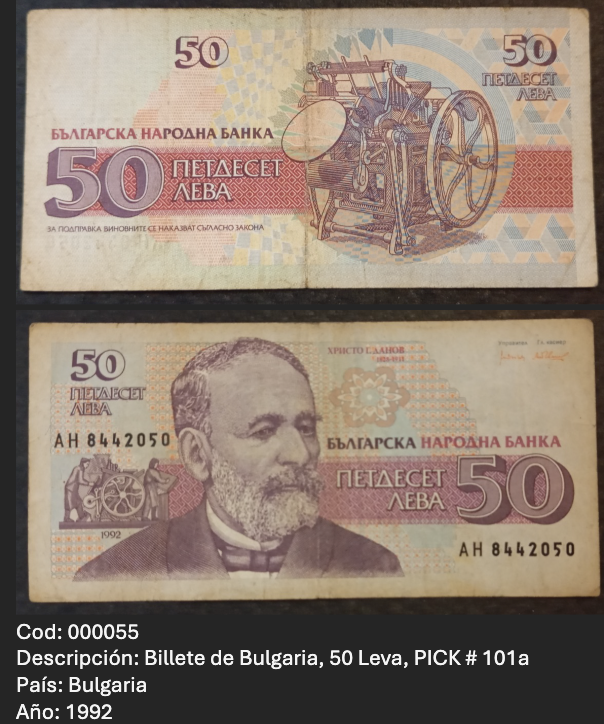 50
50
ПЕТДЕСЕТ
ЛЕВА
БЪЛГАРСКА НАРОДНА БАНКА
50 ПЕТДЕСЕТ
ЛЕВА
ЗА ПОДПРАВКА ВИНОВНИТЕ СЕ НАКАЗВАТ СЪГЛАСНО ЗАКОНА
50
ПЕТДЕСЕТ
ЛЕВА
АН 8442050
1992
ХРИСТО Г. ДАНОВ
1828-1911
БЪЛГАРСКА НАРОДНА БАНКА
ПЕТДЕСЕТ
ЛЕВА
50
АН 8442050
Cod: 000055
Descripción: Billete de Bulgaria, 50 Leva, PICK # 101a
País: Bulgaria
Año: 1992